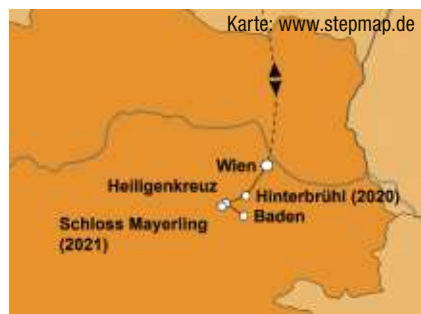 Karte: www.stepmap.de
Wien
Heiligenkreuz
Hinterbrühl (2020)
Schloss Mayerling
(2021)
Baden